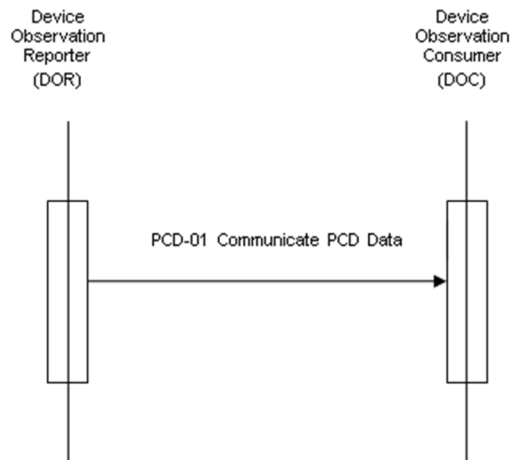 Device
Observation
Reporter
(DOR)
Device
Observation
Consumer
(DOC)
PCD-01 Communicate PCD Data